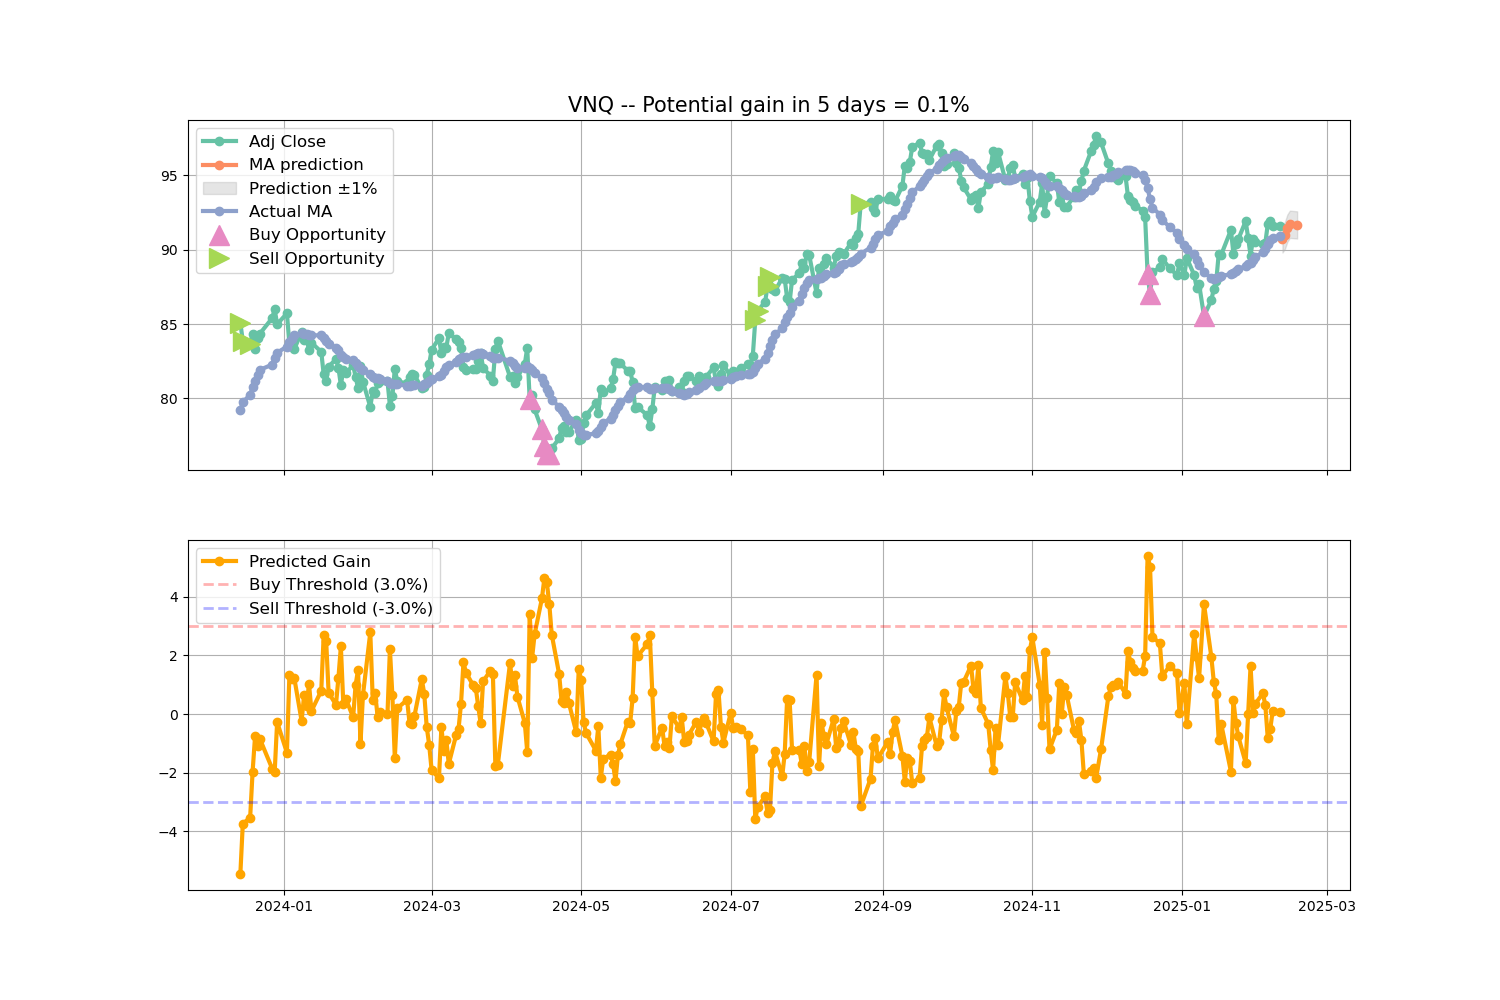 VNQ -- Potential gain in 5 days = 0.1%
Adj Close
MA prediction
Prediction ±1%
Actual MA
Buy Opportunity
Sell Opportunity
95
90
85
80
Predicted Gain
Buy Threshold (3.0%)
Sell Threshold (-3.0%)
4
2
0
−2
−4
2024-01 2024-03 2024-05 2024-07 2024-09 2024-11 2025-01 2025-03